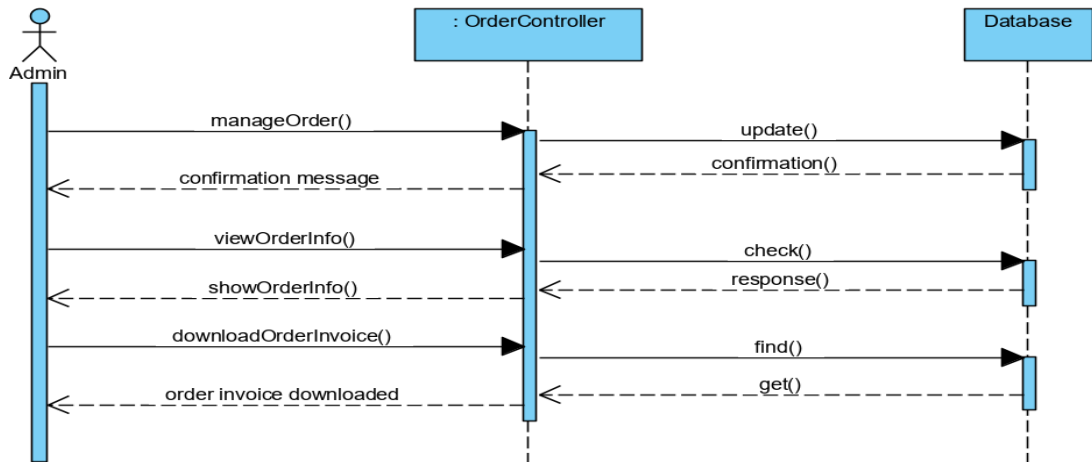 : OrderController
Database
Admin
manageOrder()
update()
confirmation()
confirmation message
viewOrderInfo()
check()
response()
showOrderInfo()
downloadOrderInvoice()
find()
get()
order invoice downloaded